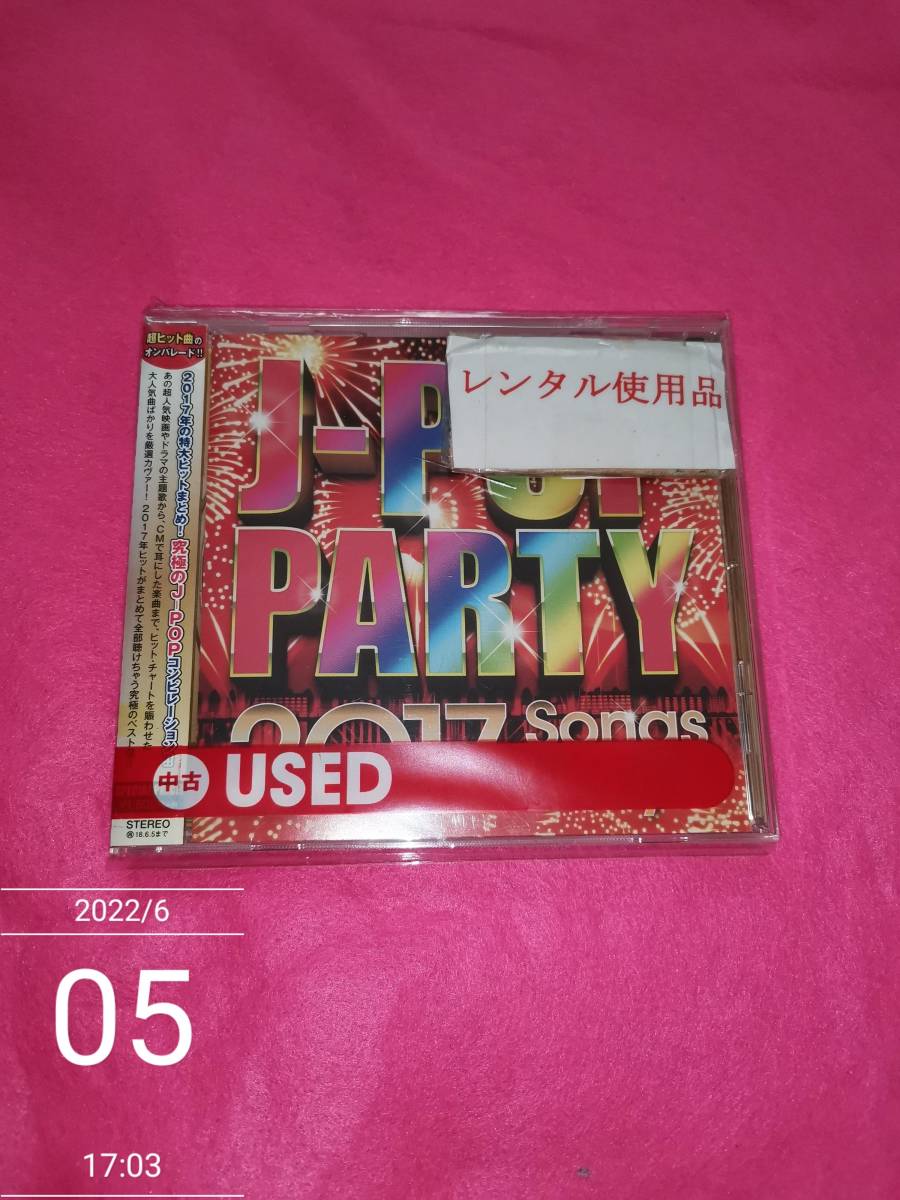 超ヒット曲の
オンパレード!!
2017年の特大ヒットまとめ!究極のJ-POPコンピレーション
あの超人気映画やドラマの主題歌から、CMで耳にした楽曲まで、ヒット・チャートを賑わせた
大人気曲ばかりを厳選カヴァー!2017年ヒットがまとめて全部聴けちゃう究極のベスト
STEREO
18.6.5まで
J-POP
レンタル使用品
PARTY
2017 Songs
中古 USED
2022/6
05
17:03